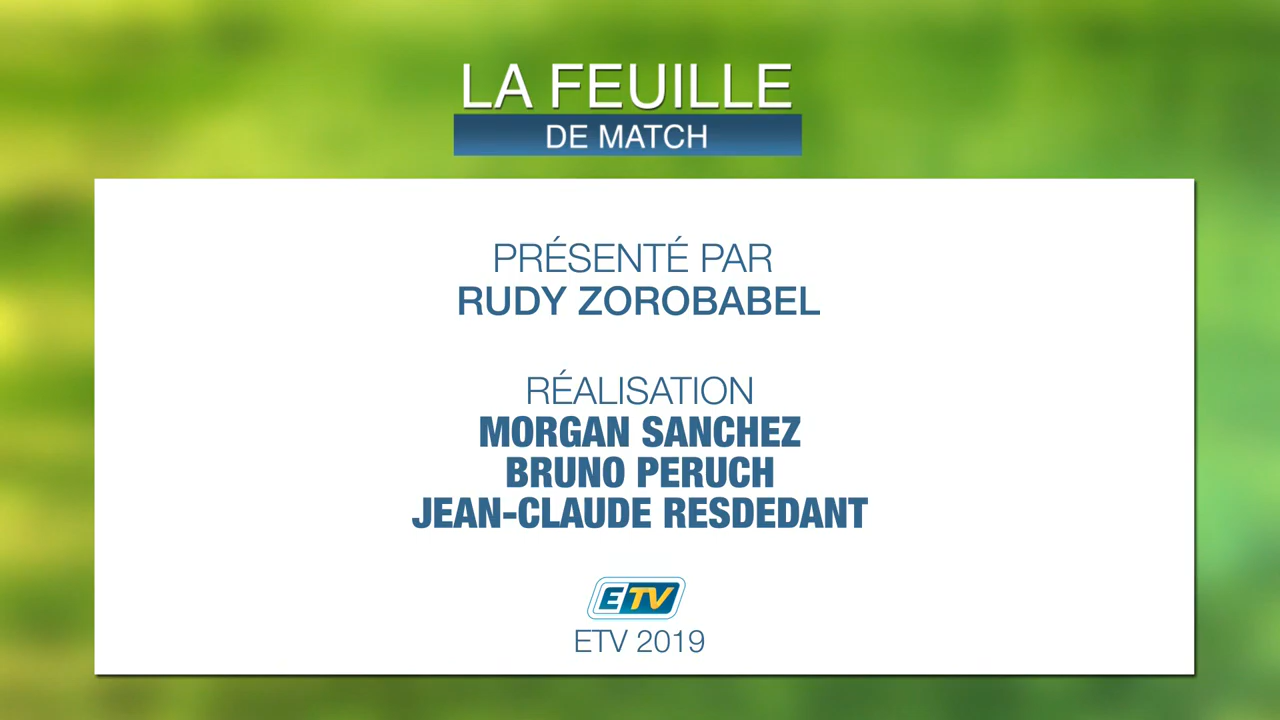 LA FEUILLE
DE MATCH
PRÉSENTÉ PAR
RUDY ZOROBABEL
RÉALISATION
MORGAN SANCHEZ
BRUNO PERUCH
JEAN-CLAUDE RESDEDANT
ETV
ETV 2019